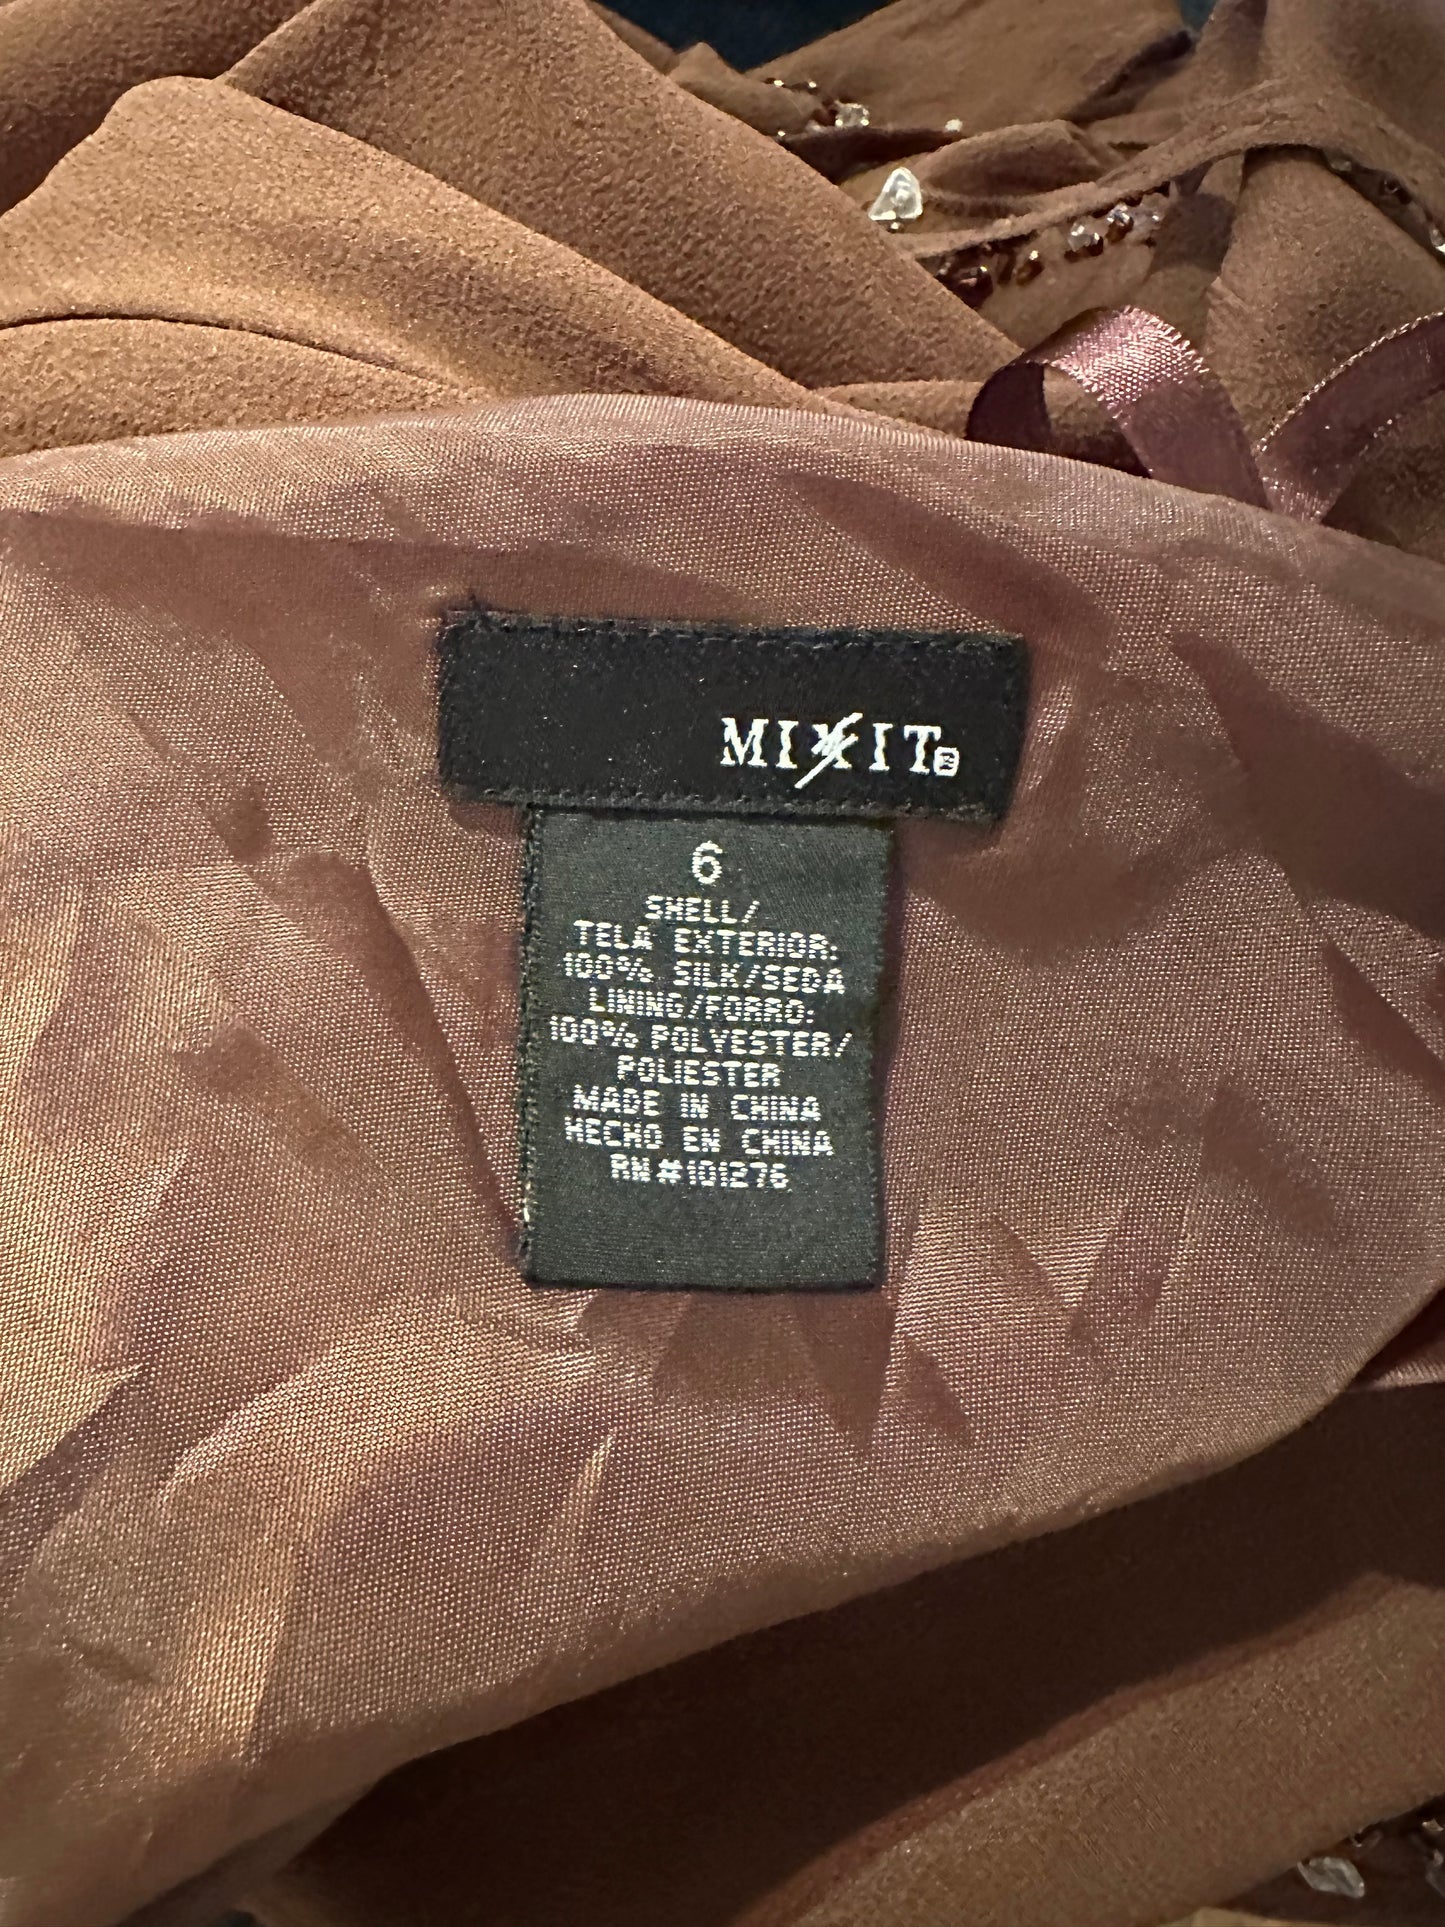 MIXIT
6
SHELL/
TELA EXTERIOR:
100% SILK/SEDA
LINING/FORRO:
100% POLYESTER/
POLIESTER
MADE IN CHINA
HECHO EN CHINA
RN#101276